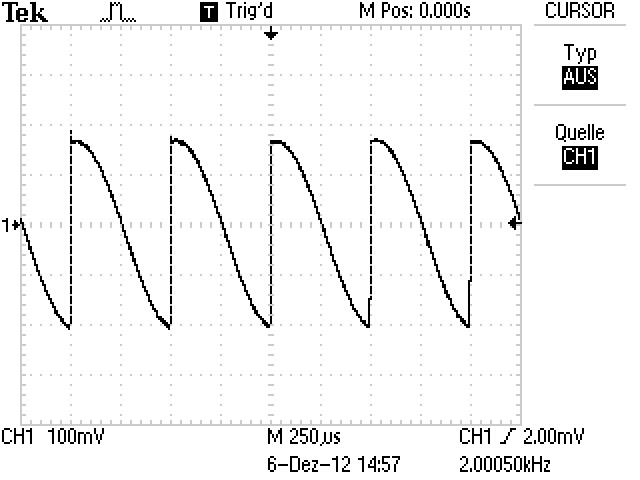 Tek T Trig'd M Pos: 0.000s CURSOR
Typ
AUS
Quelle
CH1
1
CH1 100mV M 250µs CH1 2.00mV
6-Dez-12 14:57 2.00050kHz